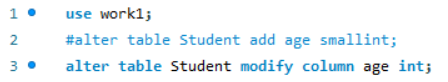 1 use work1;
2 #alter table Student add age smallint;
3 alter table Student modify column age int;